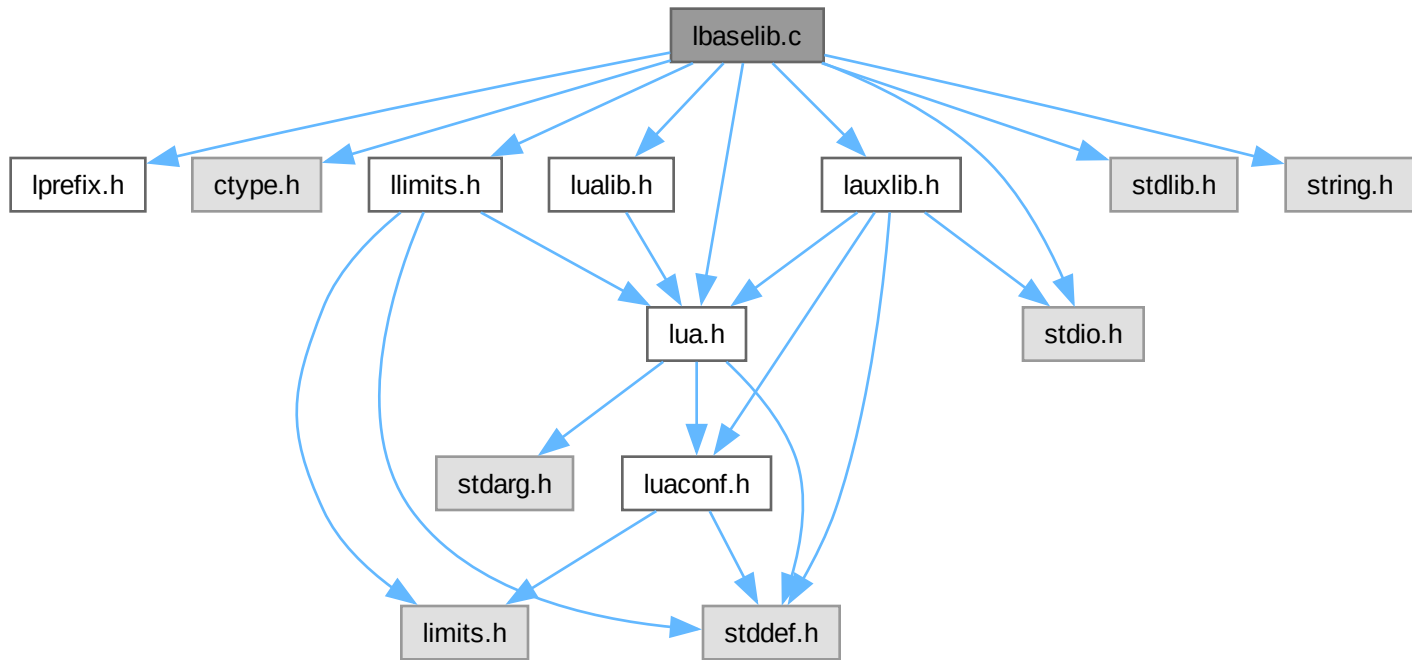 lbaselib.c
lprefix.h
ctype.h
llimits.h
lualib.h
lauxlib.h
stdlib.h
string.h
lua.h
stdio.h
stdarg.h
luaconf.h
limits.h
stddef.h